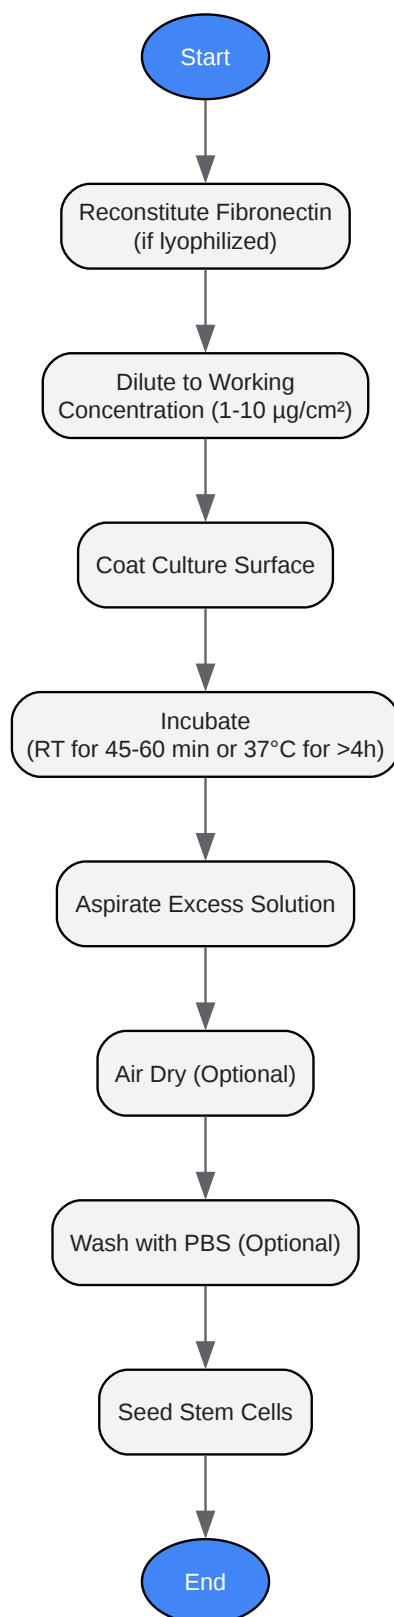 Start
Reconstitute Fibronectin
(if lyophilized)
Dilute to Working
Concentration (1-10 µg/cm²)
Coat Culture Surface
Incubate
(RT for 45-60 min or 37°C for >4h)
Aspirate Excess Solution
Air Dry (Optional)
Wash with PBS (Optional)
Seed Stem Cells
End